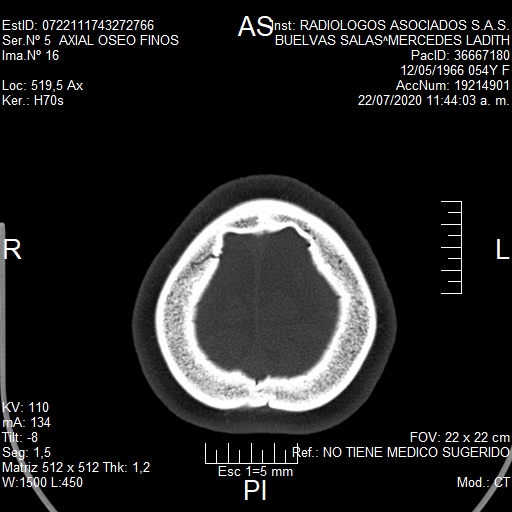 EstID: 0722111743272766
Ser.Nº 5 AXIAL OSEO FINOS
Ima.Nº 16
Loc: 519,5 Ax
Ker.: H70s
AS
Inst: RADIOLOGOS ASOCIADOS S.A.S.
BUELVAS SALAS^MERCEDES LADITH
PacID: 36667180
12/05/1966 054Y F
AccNum: 19214901
22/07/2020 11:44:03 a. m.
R
L
KV: 110
mA: 134
Tilt: -8
Seg: 1,5
Matriz 512 x 512 Thk: 1,2
W:1500 L:450
Esc 1=5 mm
PI
FOV: 22 x 22 cm
Ref.: NO TIENE MEDICO SUGERIDO
Mod.: CT